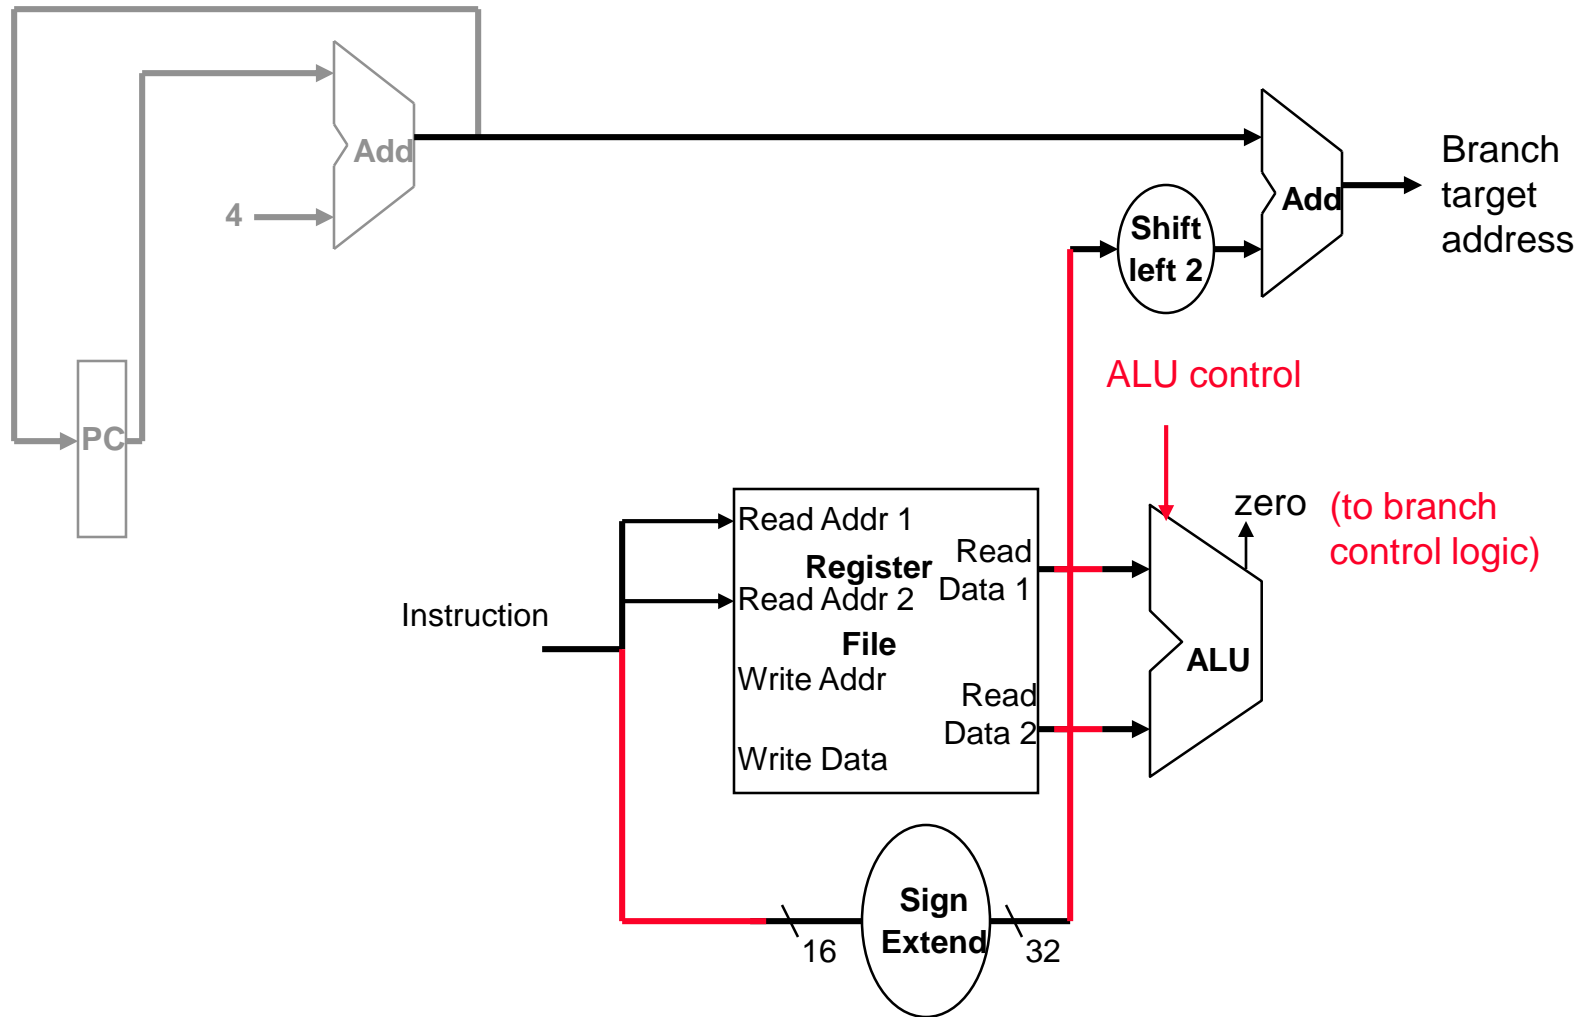 Add
4
Add
Branch
target
address
Shift
left 2
ALU control
PC
Read Addr 1
Register
Read Addr 2
File
Write Addr
Write Data
Read
Data 1
Read
Data 2
Instruction
zero
(to branch
control logic)
ALU
Sign
Extend
16
32